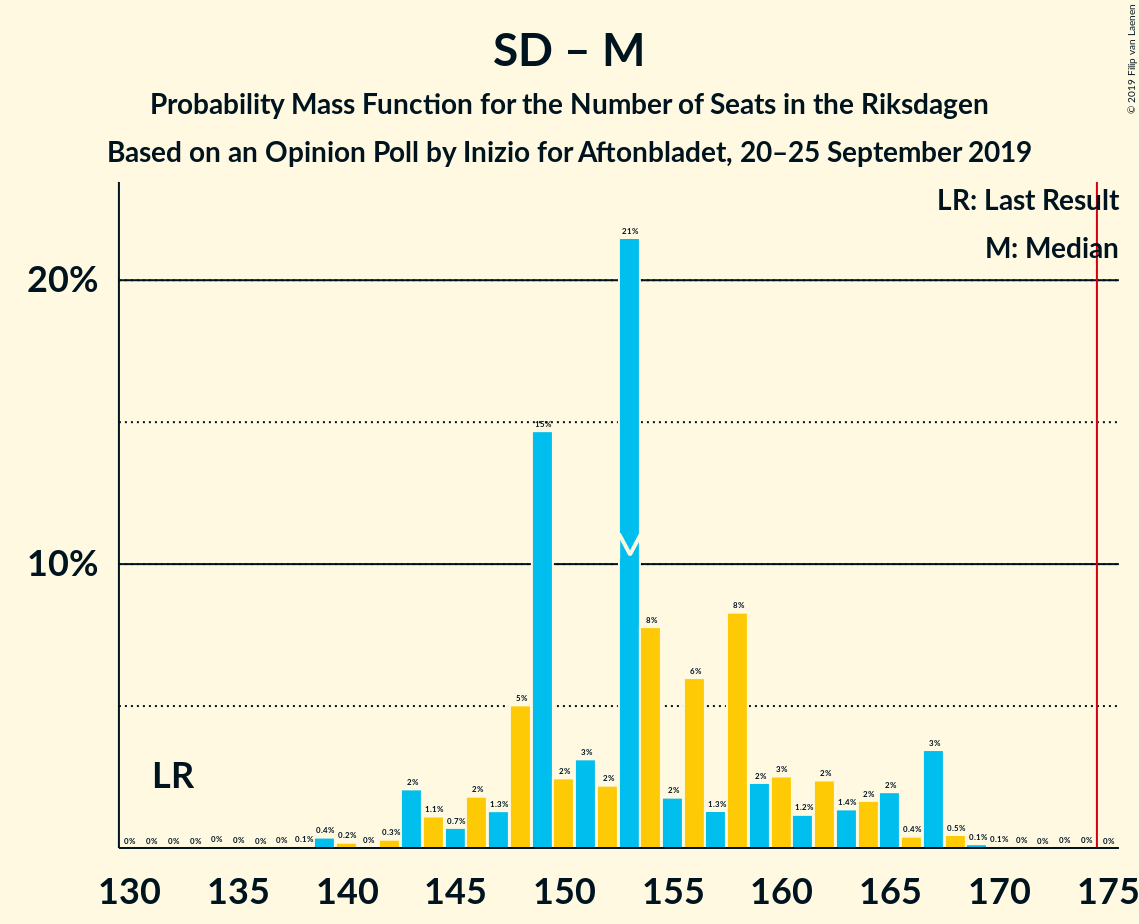 SD – M
Probability Mass Function for the Number of Seats in the Riksdagen
Based on an Opinion Poll by Inizio for Aftonbladet, 20–25 September 2019
© 2019 Filip van Laenen
LR: Last Result
M: Median
20%
10%
LR
0% 0% 0% 0% 0% 0% 0% 0% 0.1% 0.4% 0.2% 0% 0.3% 2% 1.1% 0.7% 2% 1.3% 5% 15% 2% 3% 2% 21% 8% 2% 6% 1.3% 8% 2% 3% 1.2% 2% 1.4% 2% 2% 0.4% 3% 0.5% 0.1% 0.1% 0% 0% 0% 0% 0%
130 135 140 145 150 155 160 165 170 175